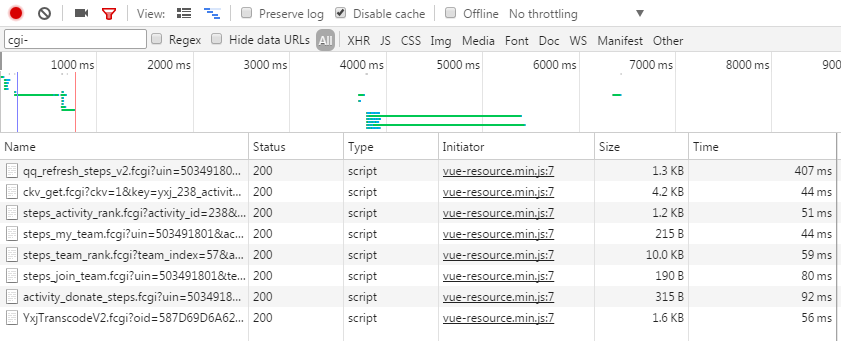 View: Preserve log Disable cache Offline No throttling
cgi- Regex Hide data URLs All XHR JS CSS Img Media Font Doc WS Manifest Other
1000 ms 2000 ms 3000 ms 4000 ms 5000 ms 6000 ms 7000 ms 8000 ms 900
Name Status Type Initiator Size Time
qq_refresh_steps_v2.fcgi?uin=50349180... 200 script vue-resource.min.js:7 1.3 KB 407 ms
ckv_get.fcgi?ckv=1&key=yxj_238_activit... 200 script vue-resource.min.js:7 4.2 KB 44 ms
steps_activity_rank.fcgi?activity_id=238&... 200 script vue-resource.min.js:7 1.2 KB 51 ms
steps_my_team.fcgi?uin=503491801&ac... 200 script vue-resource.min.js:7 215 B 44 ms
steps_team_rank.fcgi?team_index=57&a... 200 script vue-resource.min.js:7 10.0 KB 59 ms
steps_join_team.fcgi?uin=503491801&te... 200 script vue-resource.min.js:7 190 B 80 ms
activity_donate_steps.fcgi?uin=5034918... 200 script vue-resource.min.js:7 315 B 92 ms
YxjTranscodeV2.fcgi?oid=587D69D6A62... 200 script vue-resource.min.js:7 1.6 KB 56 ms